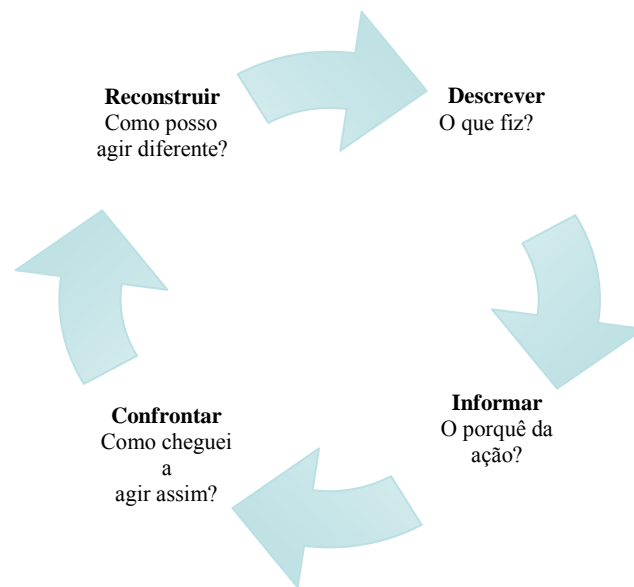 Reconstruir
Como posso
agir diferente?
Descrever
O que fiz?
Informar
O porquê da
ação?
Confrontar
Como cheguei
a
agir assim?